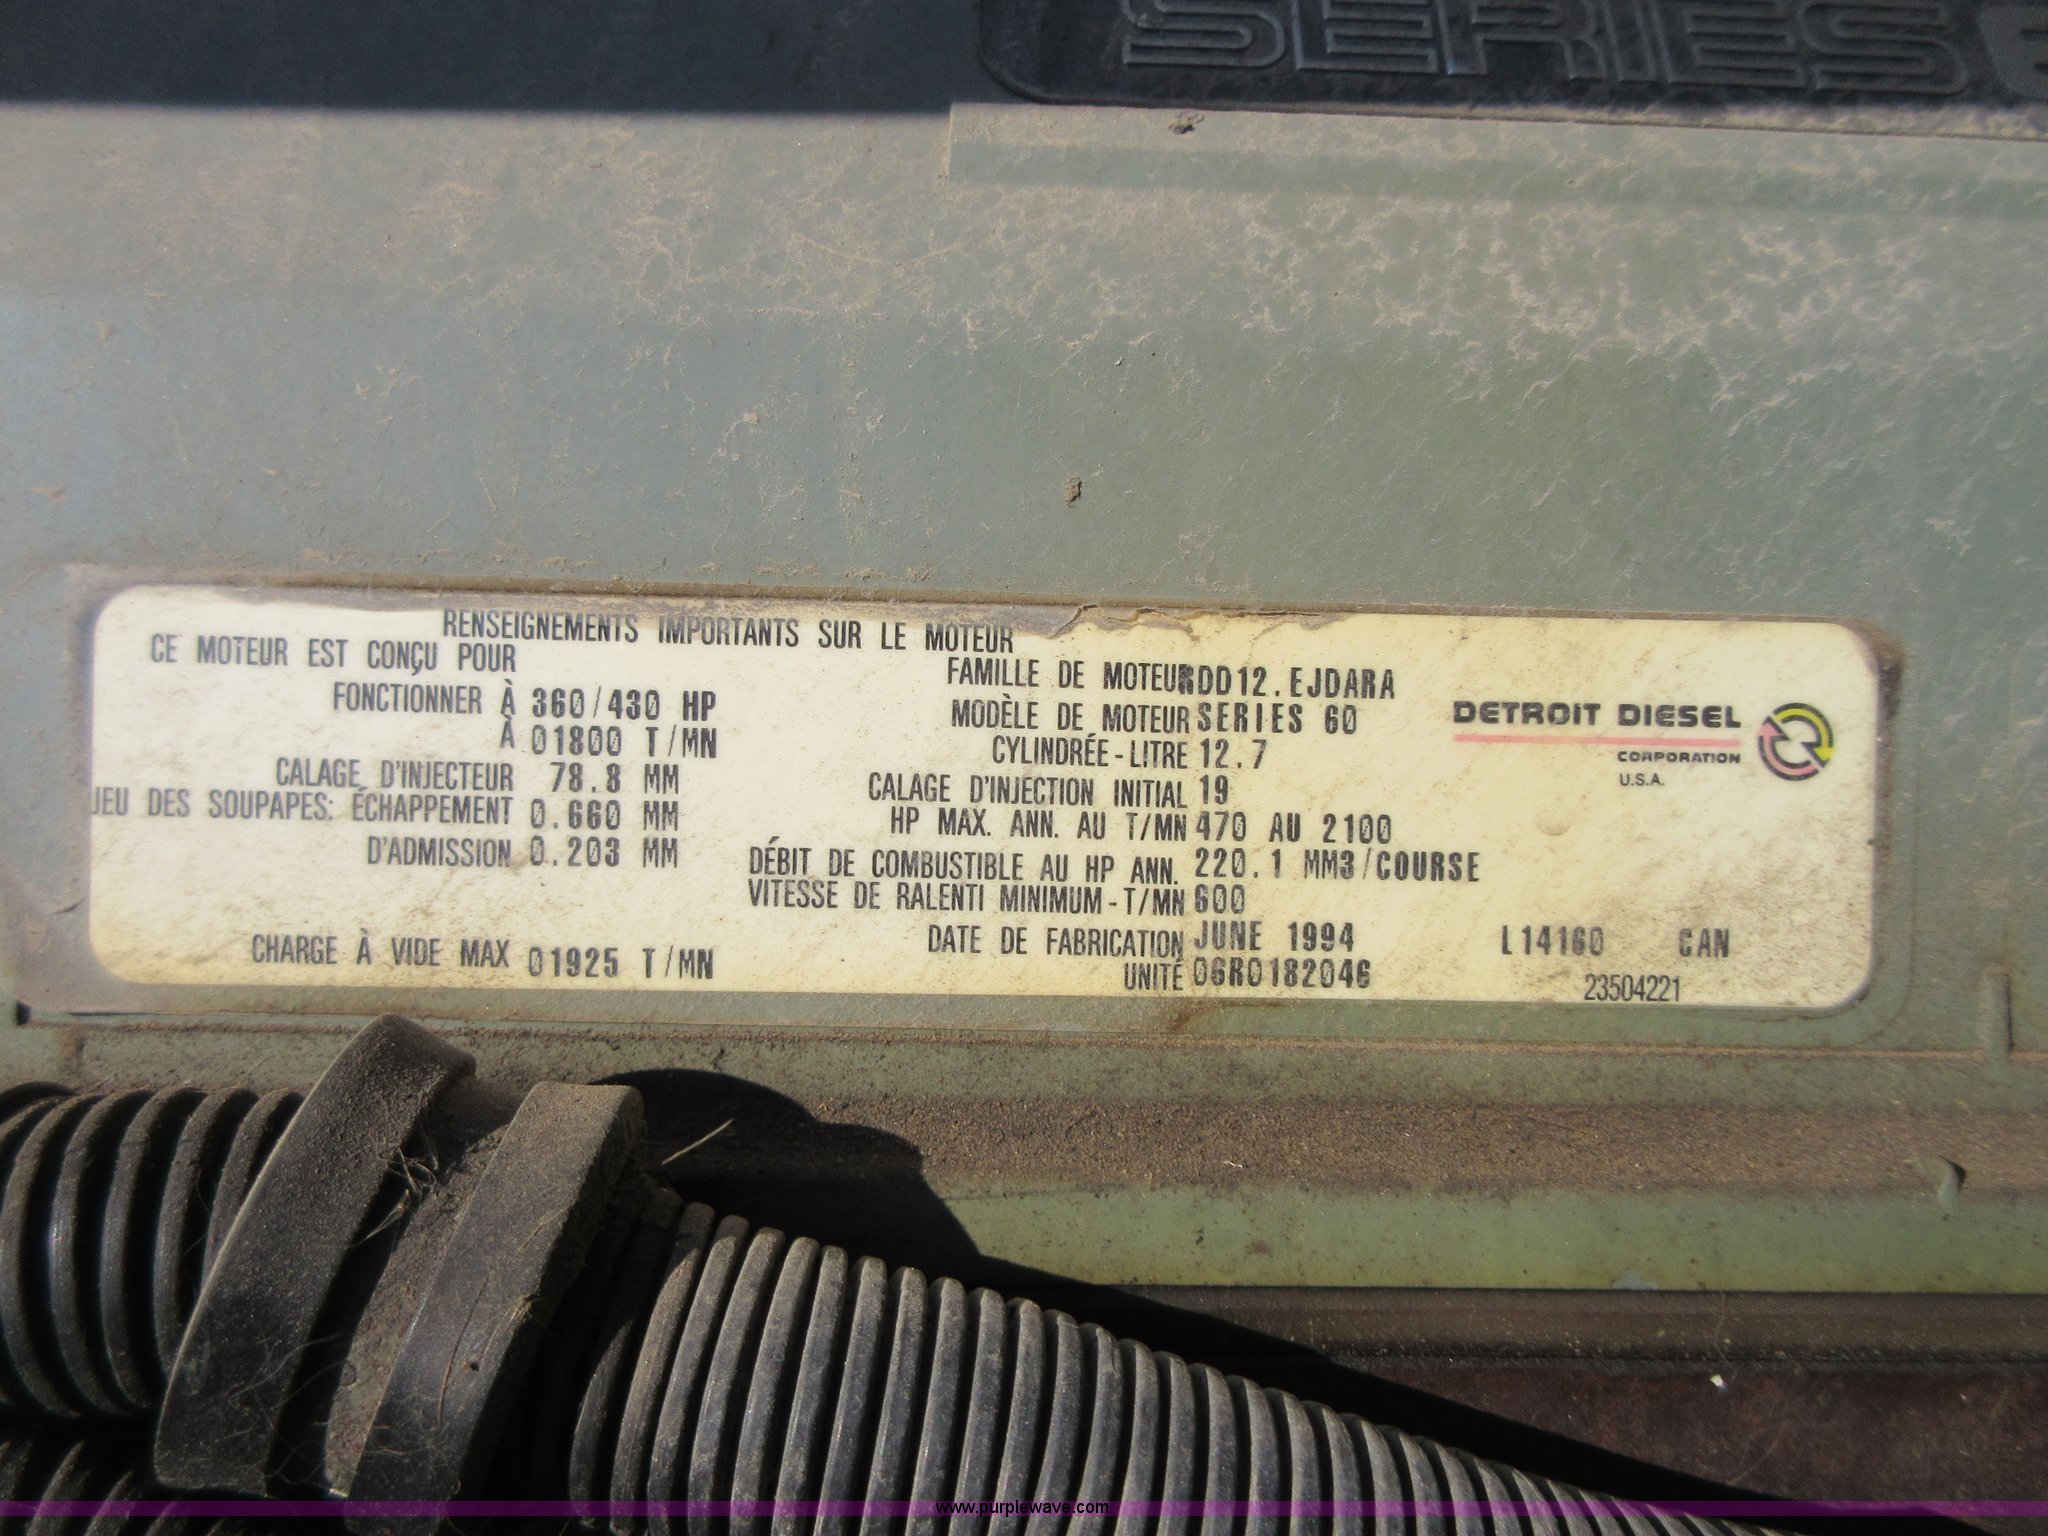 SERIES
RENSEIGNEMENTS IMPORTANTS SUR LE MOTEUR
CE MOTEUR EST CONÇU POUR
FONCTIONNER À 360/430 HP
À 01800 T/MN
CALAGE D'INJECTEUR 78.8 MM
JEU DES SOUPAPES: ÉCHAPPEMENT 0.660 MM
D'ADMISSION 0.203 MM
CHARGE À VIDE MAX 01925 T/MN
FAMILLE DE MOTEUR RDD12.EJDARA
MODÈLE DE MOTEUR SERIES 60
CYLINDRÉE-LITRE 12.7
CALAGE D'INJECTION INITIAL 19
HP MAX. ANN. AU T/MN 470 AU 2100
DÉBIT DE COMBUSTIBLE AU HP ANN. 220.1 MM3/COURSE
VITESSE DE RALENTI MINIMUM-T/MN 600
DATE DE FABRICATION JUNE 1994
UNITÉ 06R0182046
DETROIT DIESEL
CORPORATION
U.S.A.
L14160 CAN
23504221
www.purplewave.com